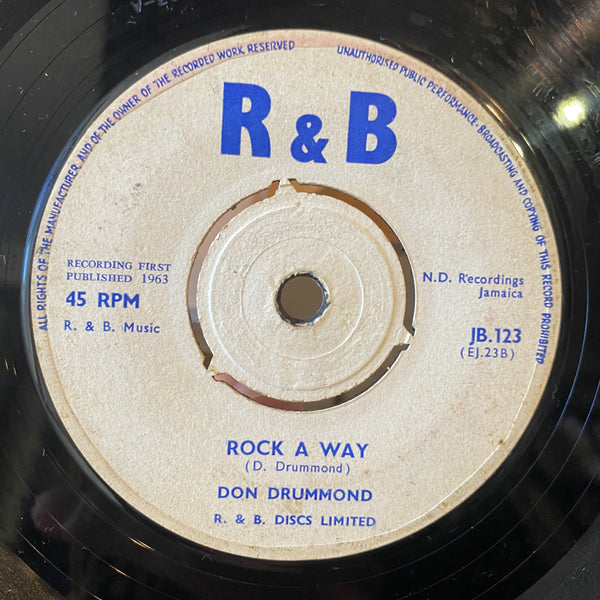 ALL RIGHTS OF THE MANUFACTURER AND OF THE OWNER OF THE RECORDED WORK RESERVED
UNAUTHORISED PUBLIC PERFORMANCE BROADCASTING AND COPYING OF THIS RECORD PROHIBITED
R & B
RECORDING FIRST
PUBLISHED 1963
45 RPM
R. & B. Music
N.D. Recordings
Jamaica
JB.123
(EJ.23B)
ROCK A WAY
(D. Drummond)
DON DRUMMOND
R. & B. DISCS LIMITED